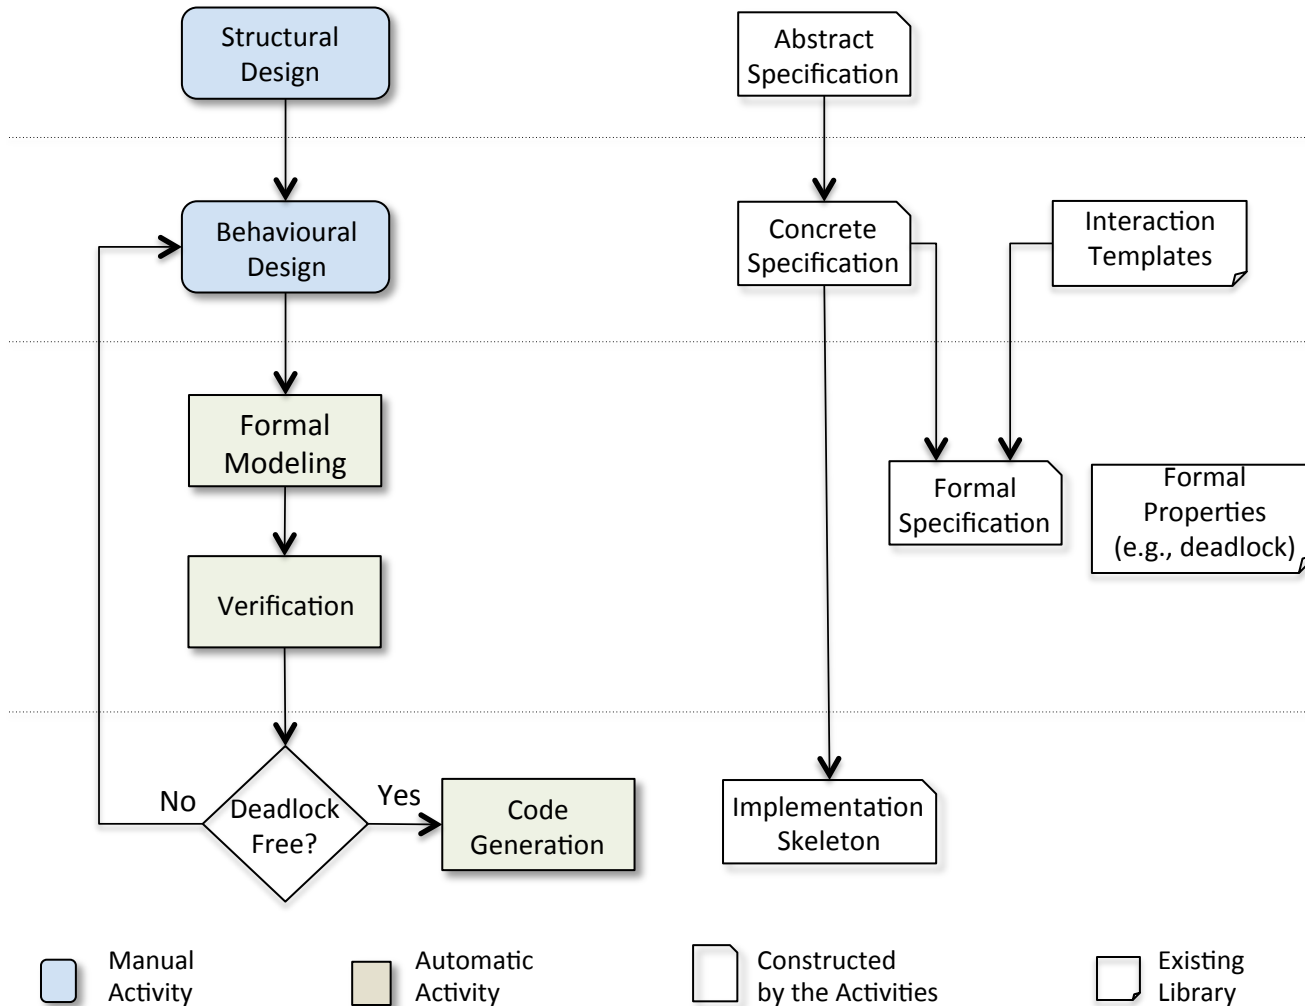 Structural
Design
Abstract
Specification
Behavioural
Design
Concrete
Specification
Interaction
Templates
Formal
Modeling
Formal
Specification
Formal
Properties
(e.g., deadlock)
Verification
No
Deadlock
Free?
Yes
Code
Generation
Implementation
Skeleton
Manual
Activity
Automatic
Activity
Constructed
by the Activities
Existing
Library